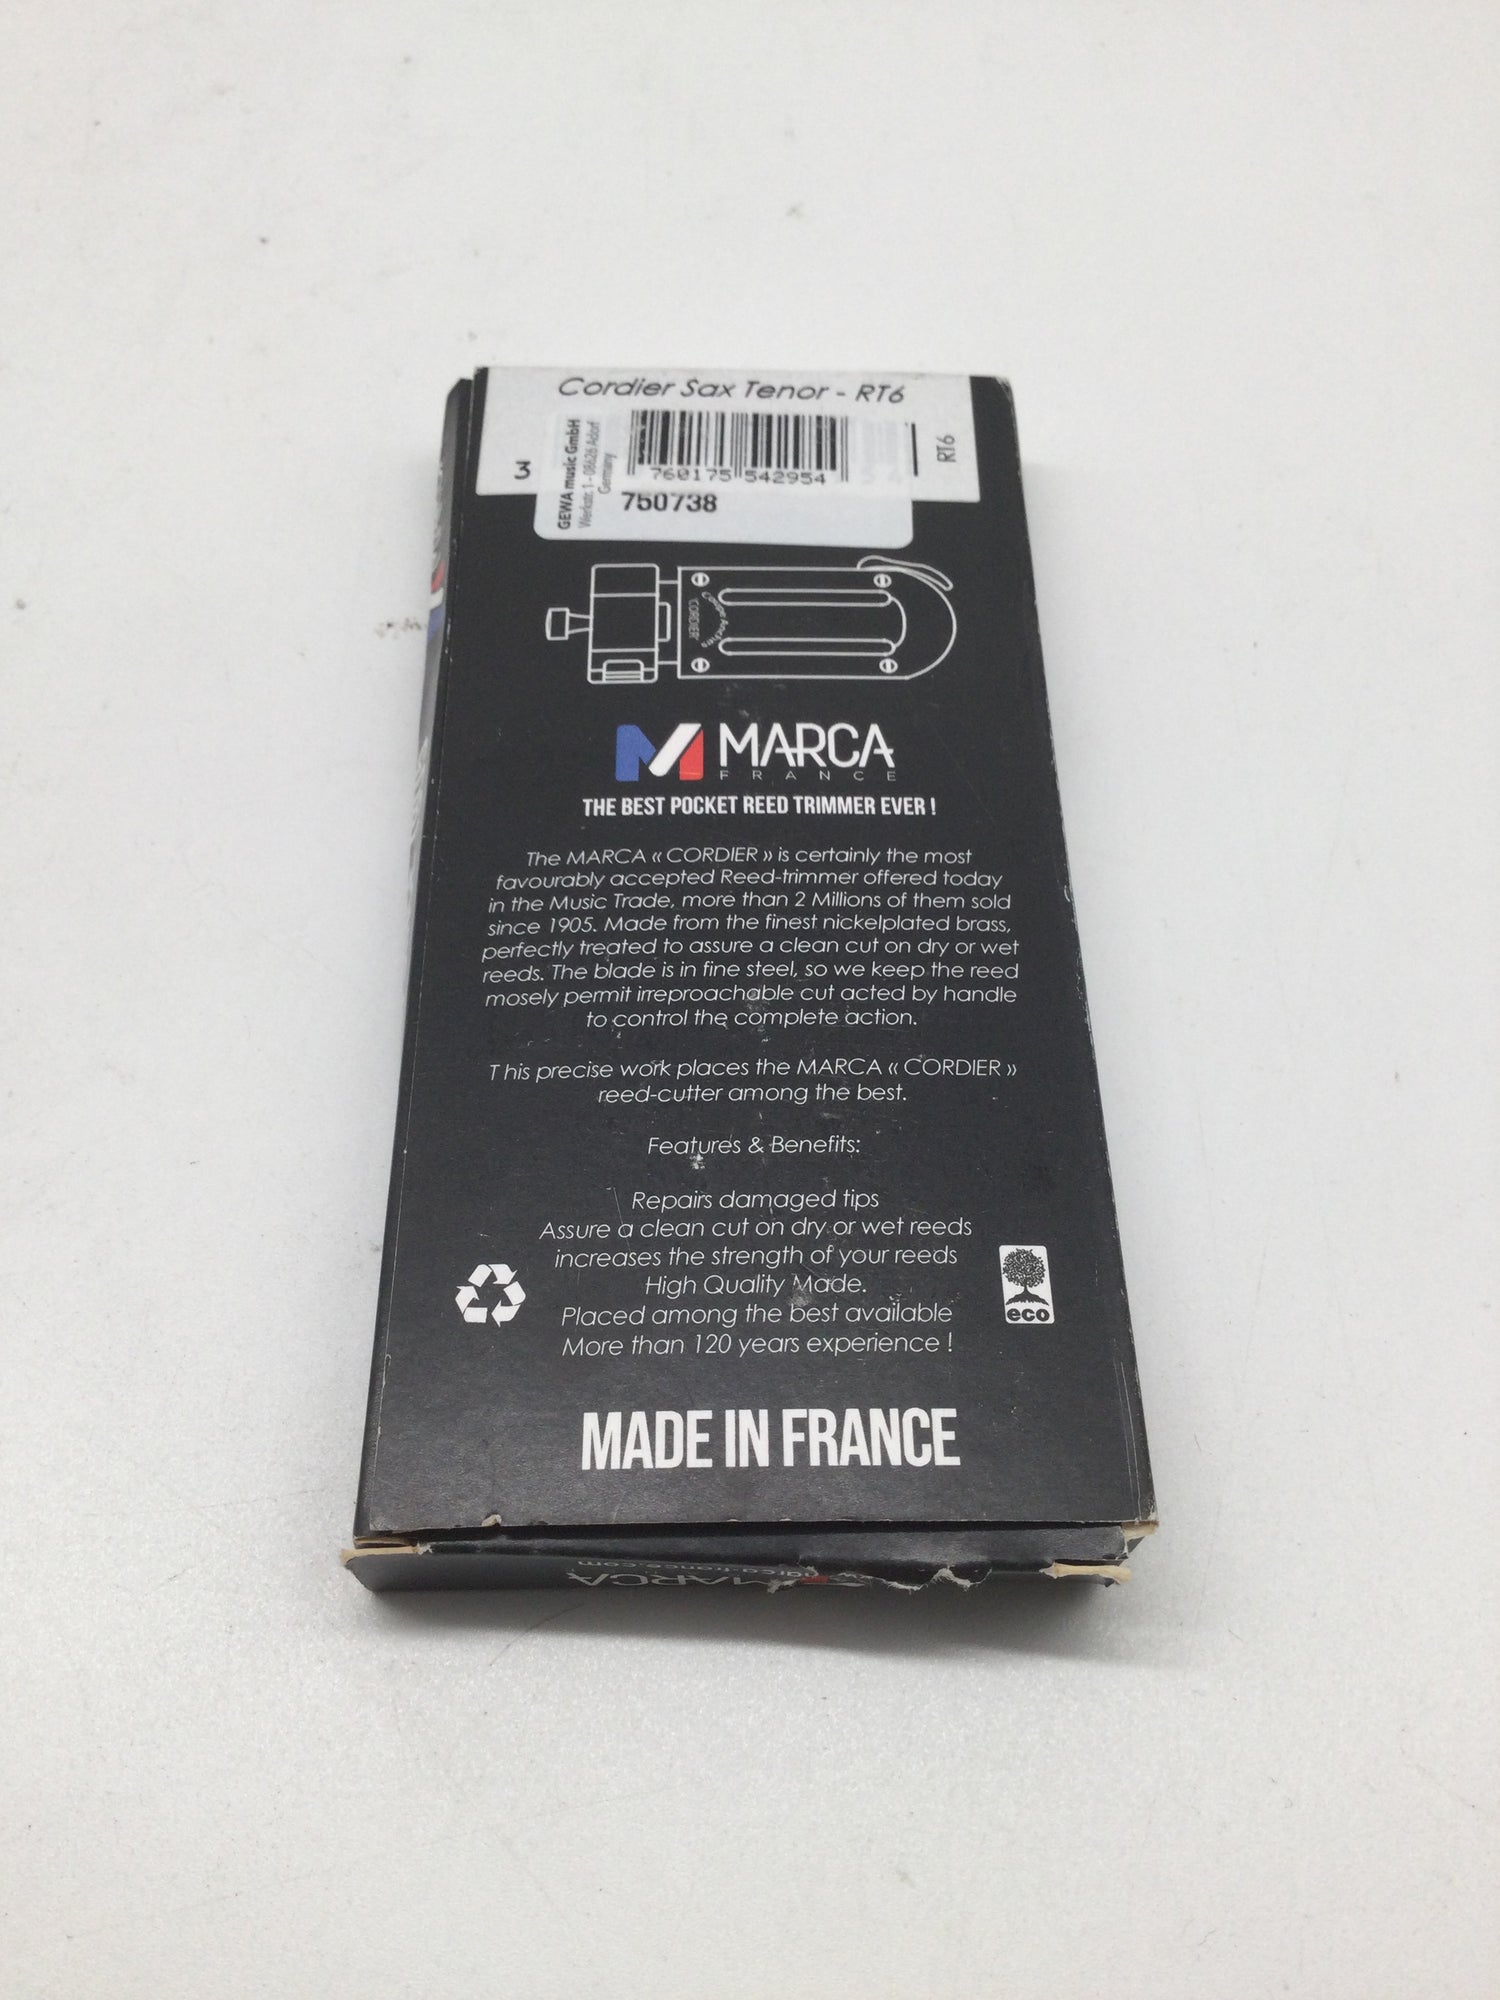 Cordier Sax Tenor - RT6
3
GEWA music GmbH
Werkstr. 1 - 08626 Adorf
Germany
760175 542954
750738
RT6
CORDIER
MARCA
FRANCE
THE BEST POCKET REED TRIMMER EVER !
The MARCA « CORDIER » is certainly the most
favourably accepted Reed-trimmer offered today
in the Music Trade, more than 2 Millions of them sold
since 1905. Made from the finest nickelplated brass,
perfectly treated to assure a clean cut on dry or wet
reeds. The blade is in fine steel, so we keep the reed
mosely permit irreproachable cut acted by handle
to control the complete action.
T his precise work places the MARCA « CORDIER »
reed-cutter among the best.
Features & Benefits:
Repairs damaged tips
Assure a clean cut on dry or wet reeds
increases the strength of your reeds
High Quality Made.
Placed among the best available
More than 120 years experience !
eco
MADE IN FRANCE
MARCA